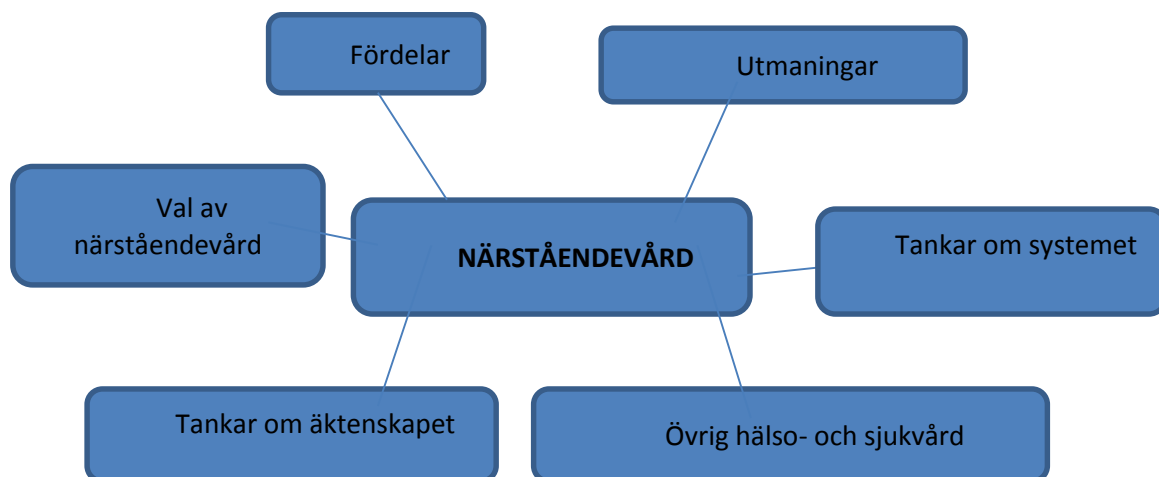 Fördelar
Utmaningar
Val av
närståendevård
NÄRSTÅENDEVÅRD
Tankar om systemet
Tankar om äktenskapet
Övrig hälso- och sjukvård